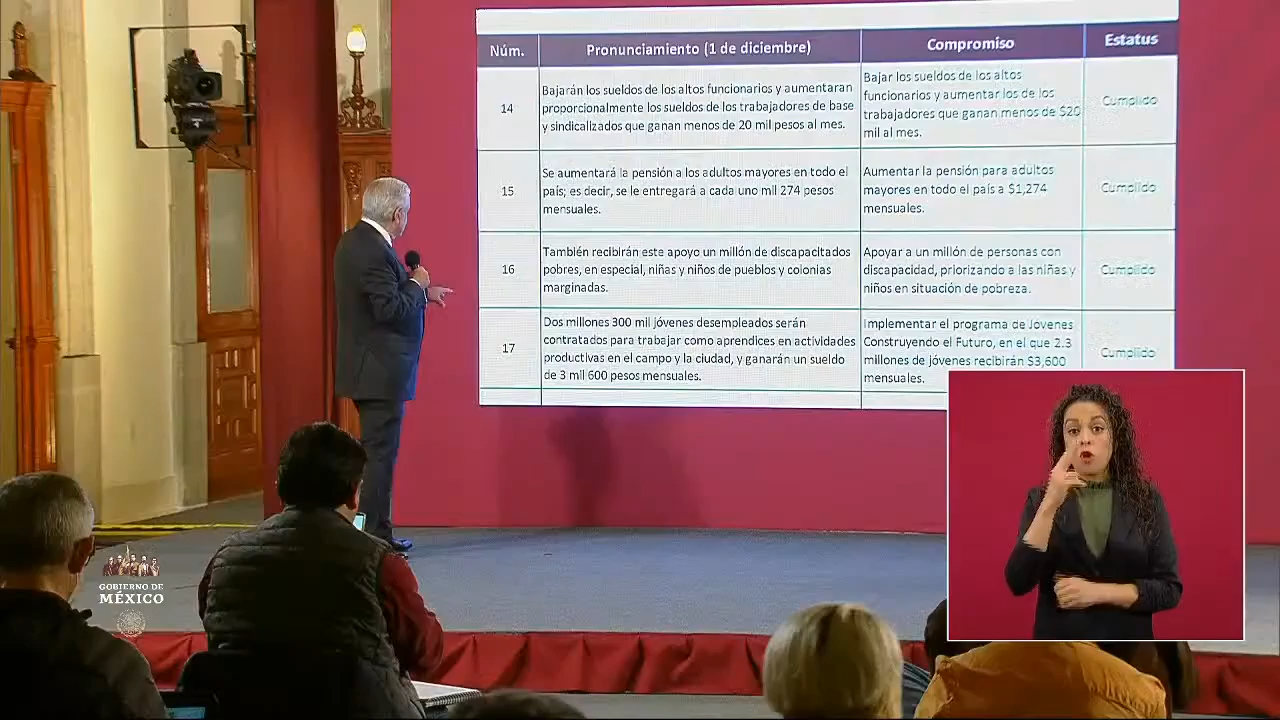 Núm.
Pronunciamiento (1 de diciembre)
Compromiso
Estatus
14
Bajarán los sueldos de los altos funcionarios y aumentaran
proporcionalmente los sueldos de los trabajadores de base
y sindicalizados que ganan menos de 20 mil pesos al mes.
Bajar los sueldos de los altos
funcionarios y aumentar los de los
trabajadores que ganan menos de $20
mil al mes.
Cumplido
15
Se aumentará la pensión a los adultos mayores en todo el
país; es decir, se le entregará a cada uno mil 274 pesos
mensuales.
Aumentar la pensión para adultos
mayores en todo el país a $1,274
mensuales.
Cumplido
16
También recibirán este apoyo un millón de discapacitados
pobres, en especial, niñas y niños de pueblos y colonias
marginadas.
Apoyar a un millón de personas con
discapacidad, priorizando a las niñas y
niños en situación de pobreza.
Cumplido
17
Dos millones 300 mil jóvenes desempleados serán
contratados para trabajar como aprendices en actividades
productivas en el campo y la ciudad, y ganarán un sueldo
de 3 mil 600 pesos mensuales.
Implementar el programa de Jóvenes
Construyendo el Futuro, en el que 2.3
millones de jóvenes recibirán $3,600
mensuales.
Cumplido
GOBIERNO DE
MÉXICO